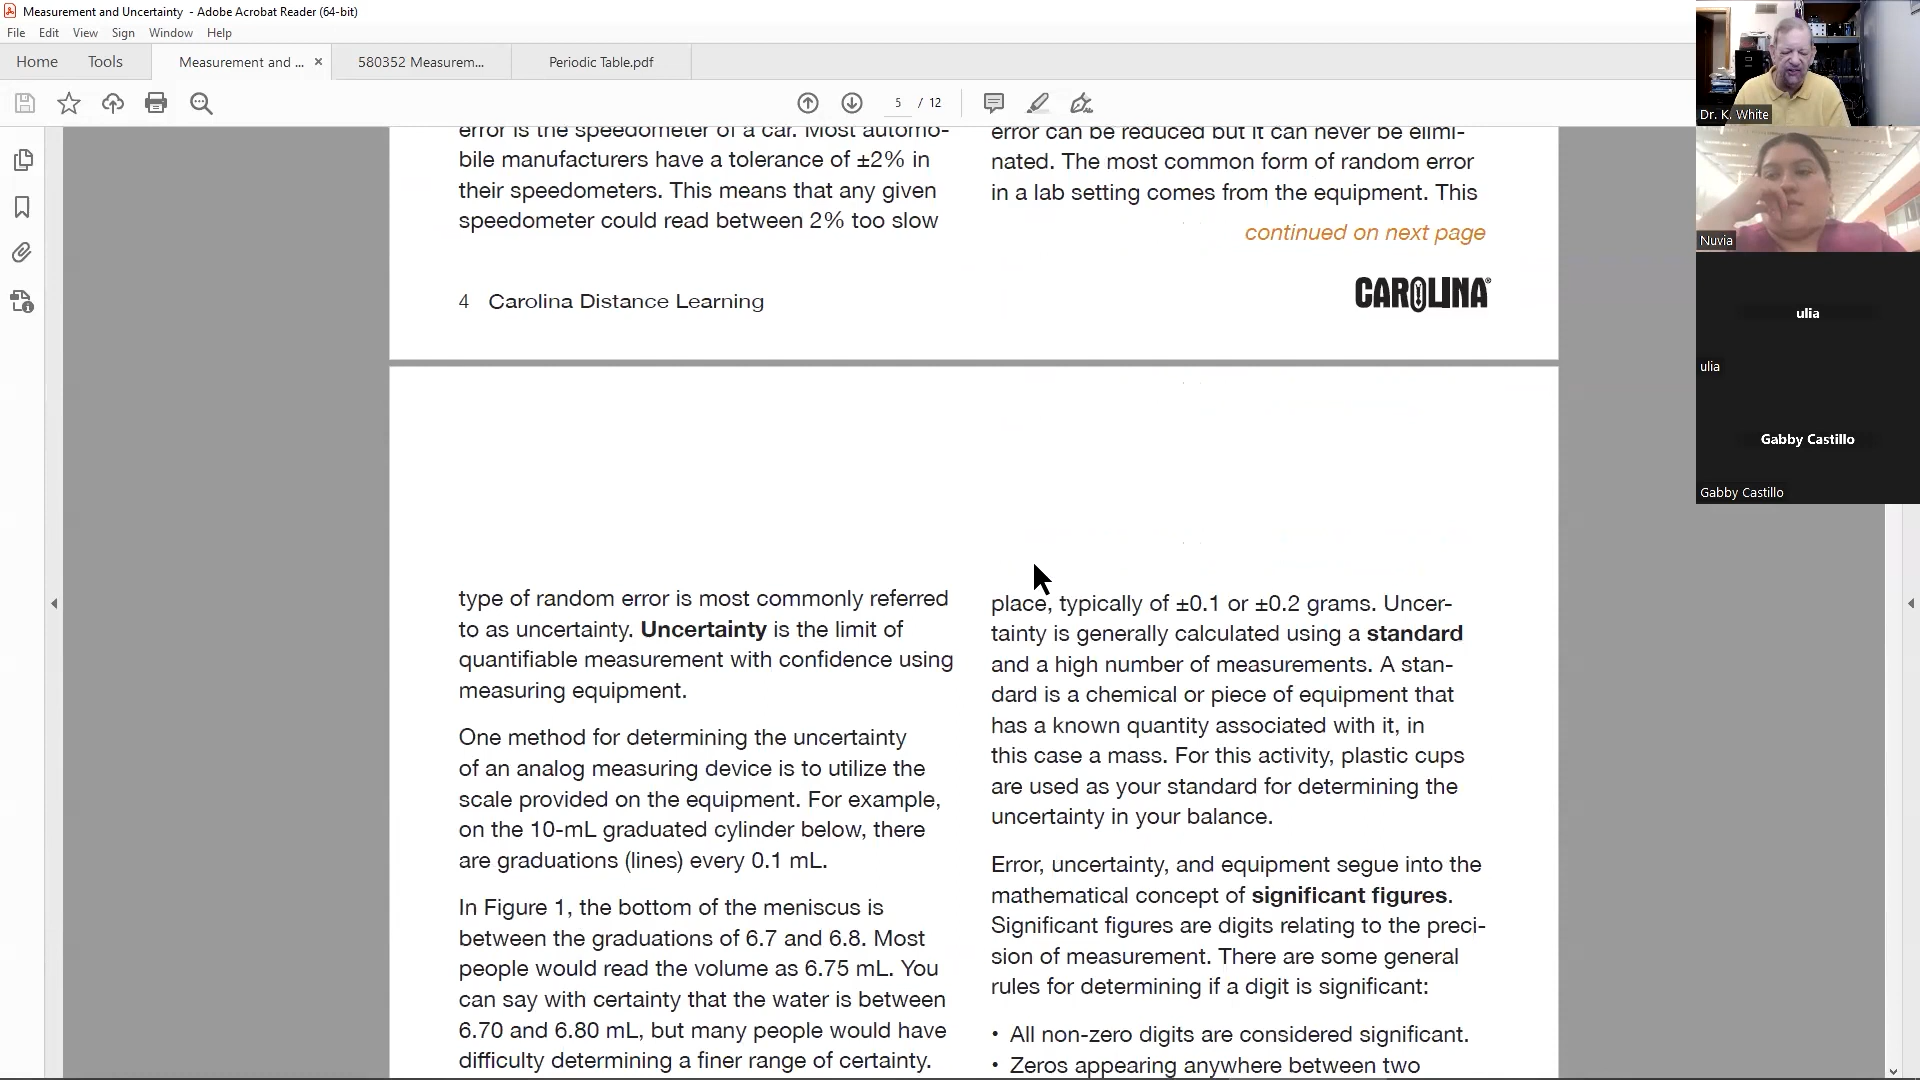 Measurement and Uncertainty - Adobe Acrobat Reader (64-bit)
File Edit View Sign Window Help
Home Tools Measurement and ... × 580352 Measurem... Periodic Table.pdf
5 / 12
error is the speedometer of a car. Most automo-
bile manufacturers have a tolerance of ±2% in
their speedometers. This means that any given
speedometer could read between 2% too slow
error can be reduced but it can never be elimi-
nated. The most common form of random error
in a lab setting comes from the equipment. This
continued on next page
4 Carolina Distance Learning
CAROLINA®
type of random error is most commonly referred
to as uncertainty. Uncertainty is the limit of
quantifiable measurement with confidence using
measuring equipment.
One method for determining the uncertainty
of an analog measuring device is to utilize the
scale provided on the equipment. For example,
on the 10-mL graduated cylinder below, there
are graduations (lines) every 0.1 mL.
In Figure 1, the bottom of the meniscus is
between the graduations of 6.7 and 6.8. Most
people would read the volume as 6.75 mL. You
can say with certainty that the water is between
6.70 and 6.80 mL, but many people would have
difficulty determining a finer range of certainty.
place, typically of ±0.1 or ±0.2 grams. Uncer-
tainty is generally calculated using a standard
and a high number of measurements. A stan-
dard is a chemical or piece of equipment that
has a known quantity associated with it, in
this case a mass. For this activity, plastic cups
are used as your standard for determining the
uncertainty in your balance.
Error, uncertainty, and equipment segue into the
mathematical concept of significant figures.
Significant figures are digits relating to the preci-
sion of measurement. There are some general
rules for determining if a digit is significant:
• All non-zero digits are considered significant.
• Zeros appearing anywhere between two
Dr. K. White
Nuvia
ulia
ulia
Gabby Castillo
Gabby Castillo